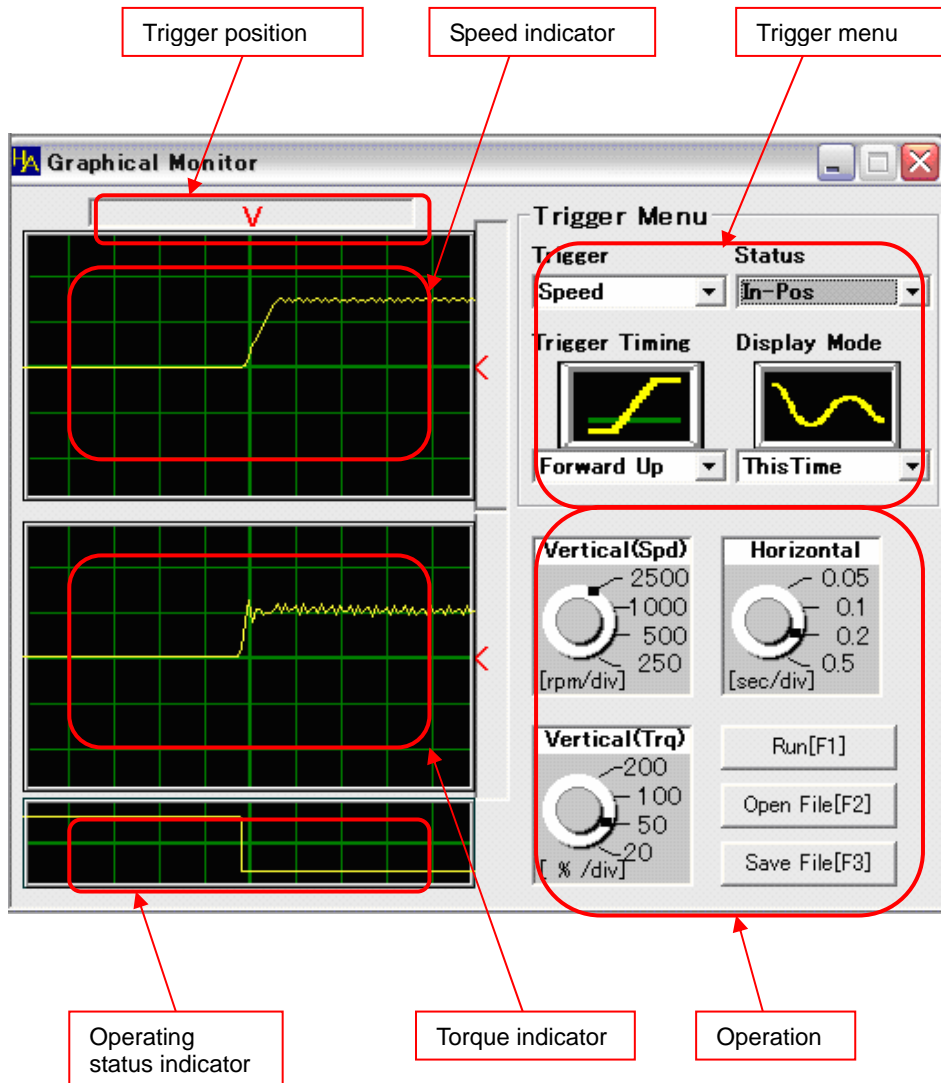 Trigger position
Speed indicator
Trigger menu
HA Graphical Monitor
V
Trigger Menu
Trigger
Status
Speed
In-Pos
Trigger Timing
Display Mode
Forward Up
ThisTime
Vertical(Spd)
2500
1000
500
250
[rpm/div]
Horizontal
0.05
0.1
0.2
0.5
[sec/div]
Vertical(Trq)
200
100
50
20
[ % /div]
Run[F1]
Open File[F2]
Save File[F3]
Operating
status indicator
Torque indicator
Operation